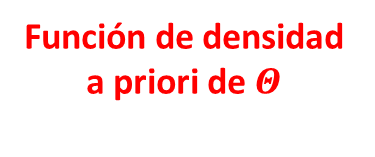 Función de densidad
a priori de Θ